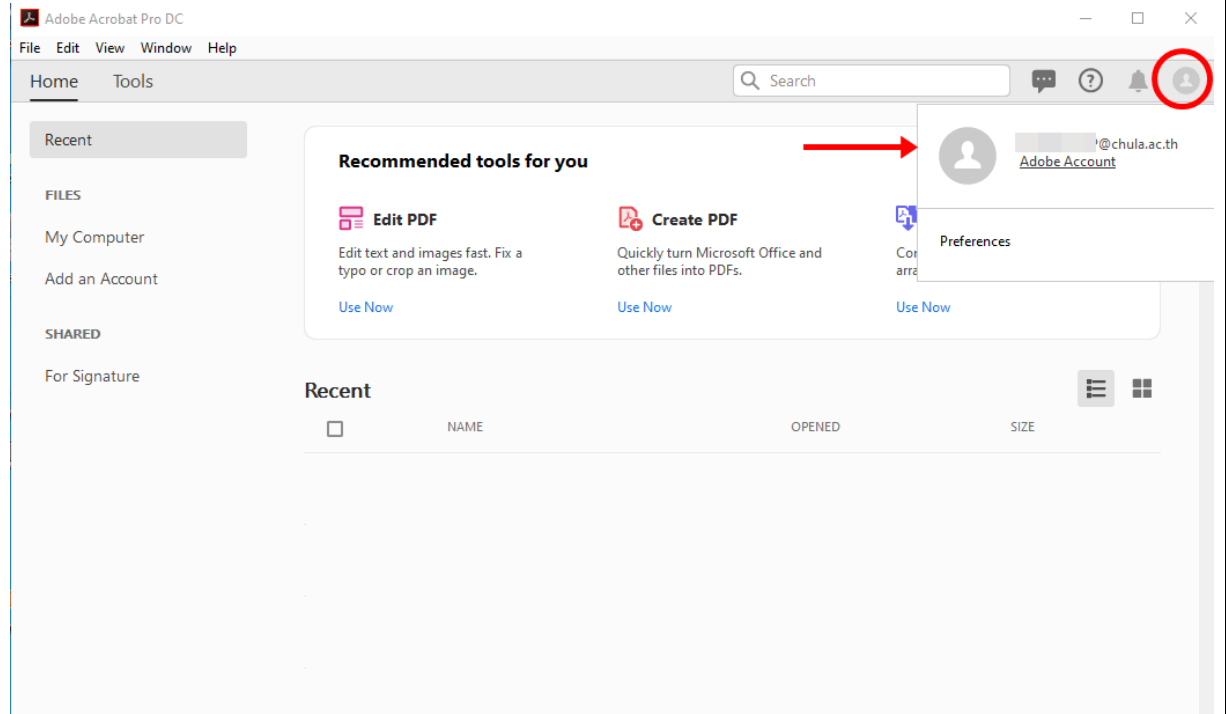 Adobe Acrobat Pro DC
File Edit View Window Help
Home Tools Search
Recent
FILES
My Computer
Add an Account
SHARED
For Signature
Recommended tools for you
Edit PDF
Edit text and images fast. Fix a
typo or crop an image.
Use Now
Create PDF
Quickly turn Microsoft Office and
other files into PDFs.
Use Now
Use Now
@chula.ac.th
Adobe Account
Preferences
Recent
NAME OPENED SIZE